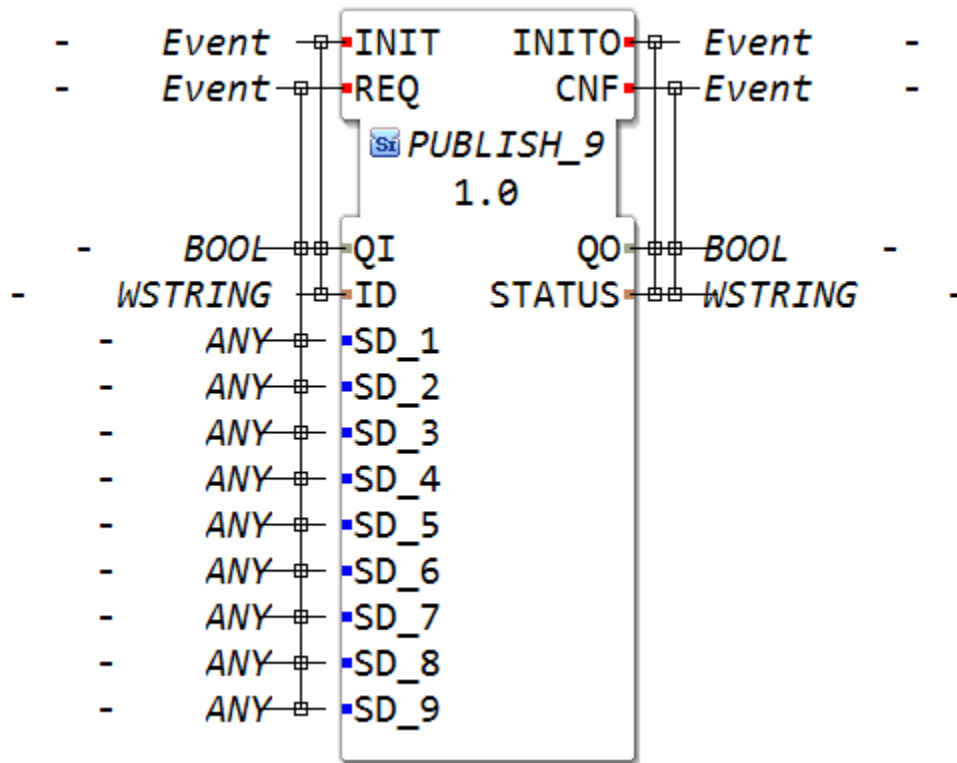 - Event INIT INITO Event -
- Event REQ CNF Event -
SI PUBLISH_9
1.0
- BOOL QI QO BOOL -
- WSTRING ID STATUS WSTRING -
- ANY SD_1
- ANY SD_2
- ANY SD_3
- ANY SD_4
- ANY SD_5
- ANY SD_6
- ANY SD_7
- ANY SD_8
- ANY SD_9